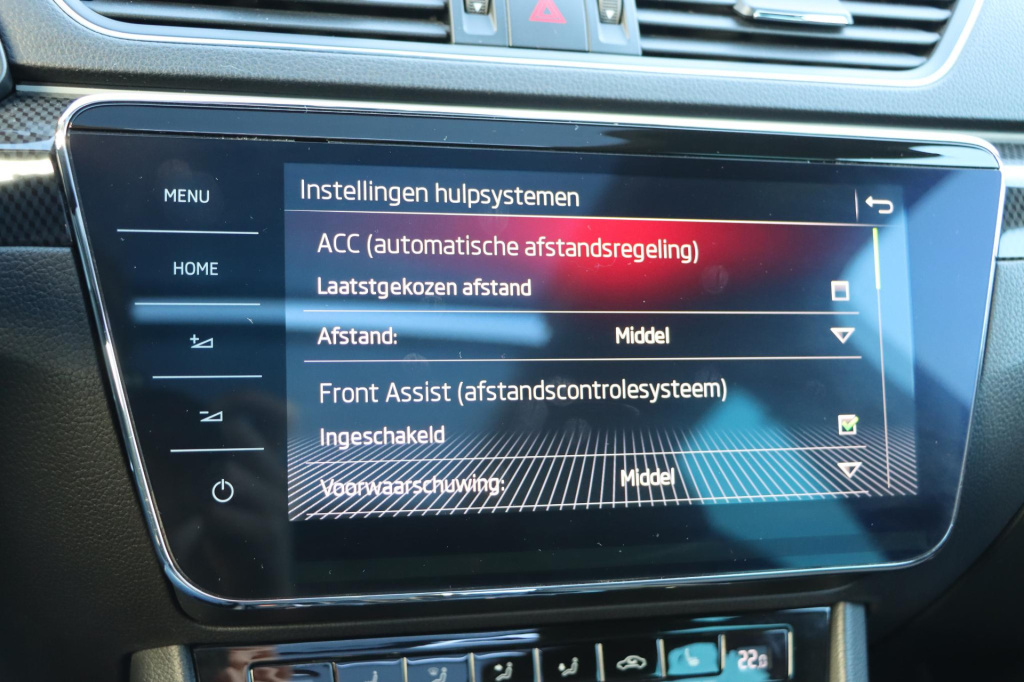 MENU
Instellingen hulpsystemen
HOME
ACC (automatische afstandsregeling)
Laatstgekozen afstand
Afstand: Middel
Front Assist (afstandscontrolesysteem)
Ingeschakeld
Voorwaarschuwing: Middel
22.0